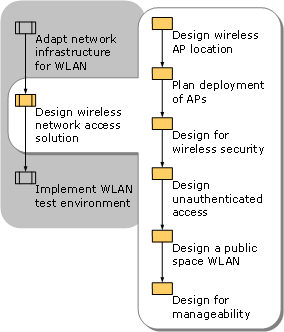 Adapt network
infrastructure
for WLAN
Design wireless
network access
solution
Implement WLAN
test environment
Design wireless
AP location
Plan deployment
of APs
Design for
wireless security
Design
unauthenticated
access
Design a public
space WLAN
Design for
manageability